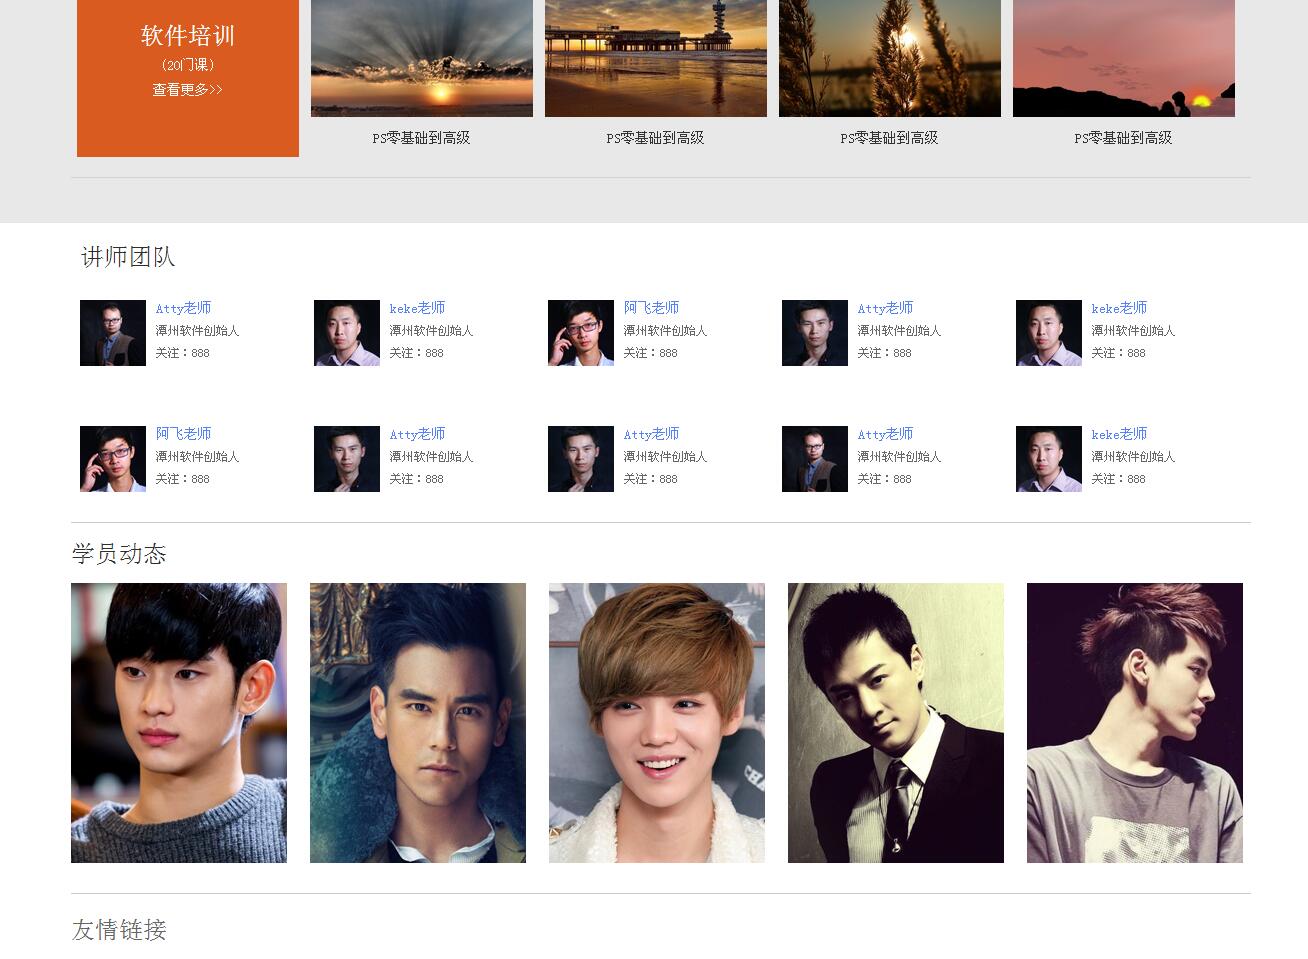 软件培训
（20门课）
查看更多>>
PS零基础到高级
PS零基础到高级
PS零基础到高级
PS零基础到高级
讲师团队
Atty老师
潭州软件创始人
关注：888
keke老师
潭州软件创始人
关注：888
阿飞老师
潭州软件创始人
关注：888
Atty老师
潭州软件创始人
关注：888
keke老师
潭州软件创始人
关注：888
阿飞老师
潭州软件创始人
关注：888
Atty老师
潭州软件创始人
关注：888
Atty老师
潭州软件创始人
关注：888
Atty老师
潭州软件创始人
关注：888
keke老师
潭州软件创始人
关注：888
学员动态
友情链接